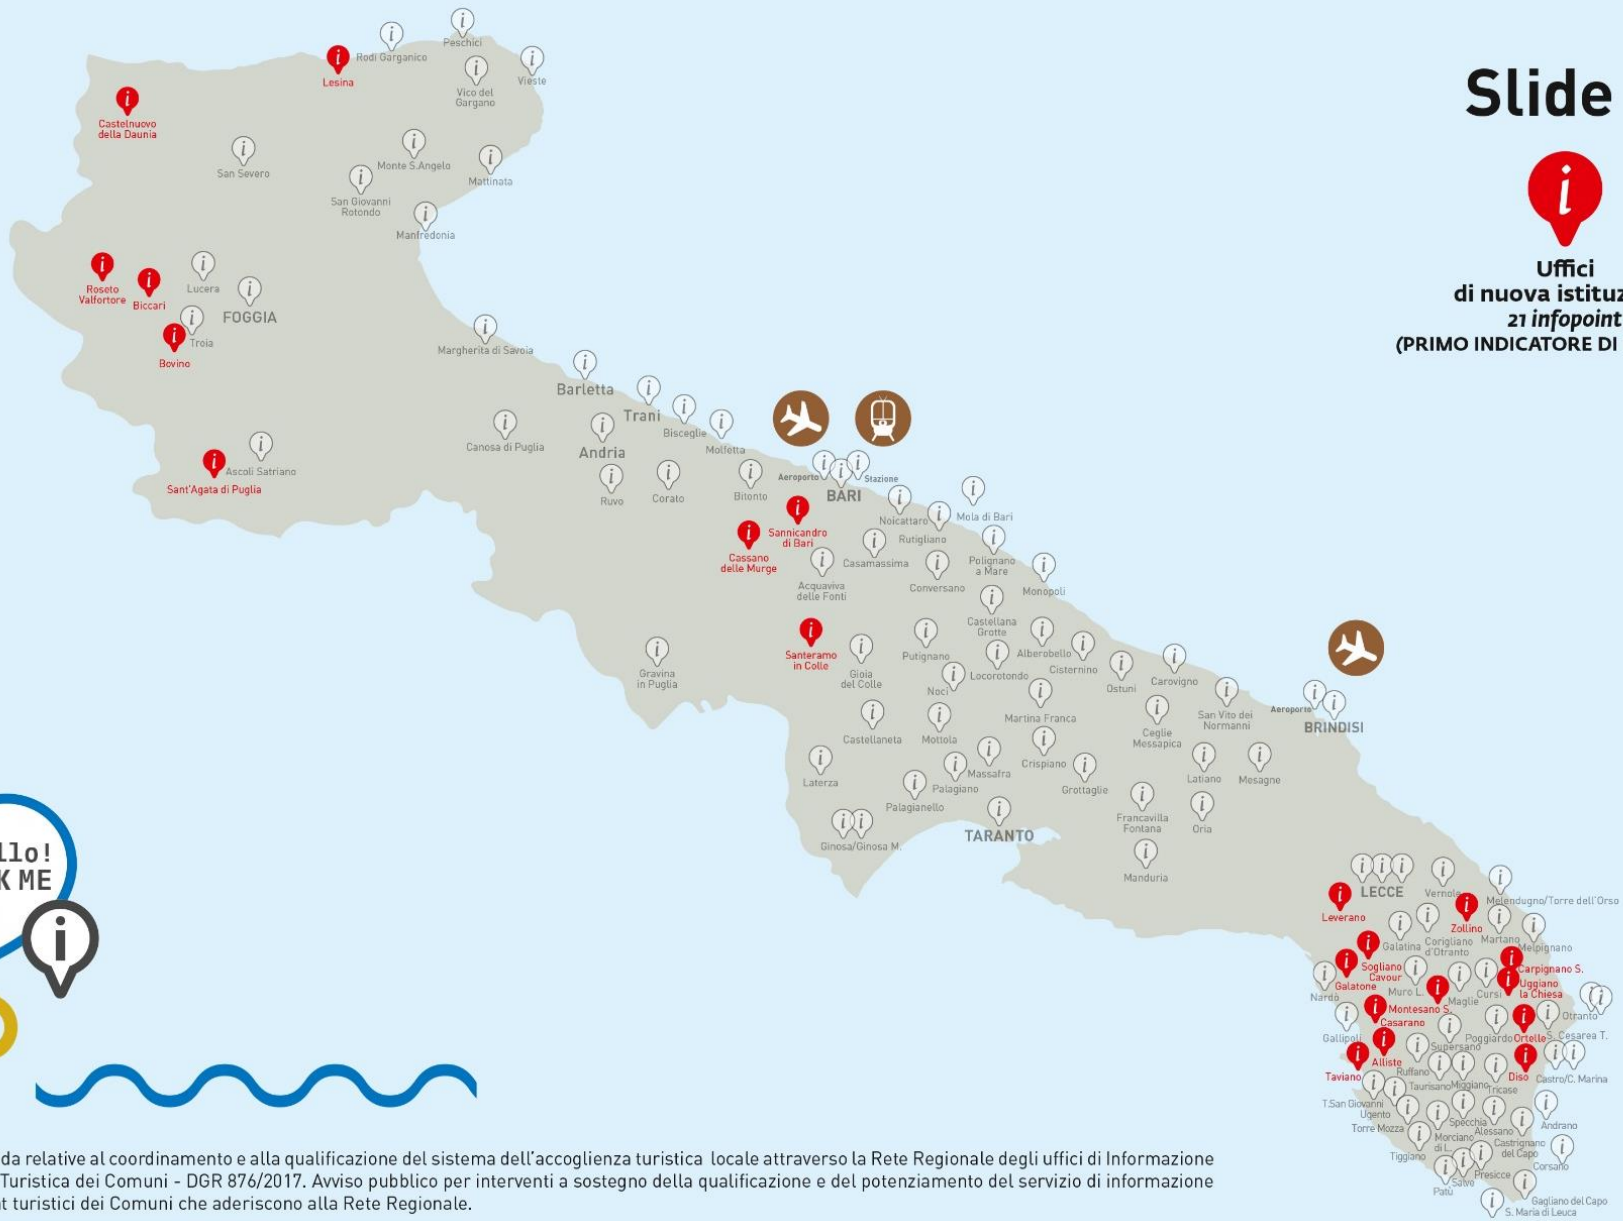 Peschici
Rodi Garganico
Lesina
Vieste
Vico del
Gargano
Slide
Castelnuovo
della Daunia
San Severo
Monte S.Angelo
Mattinata
San Giovanni
Rotondo
Manfredonia
Uffici
di nuova istituz
21 infopoint
(PRIMO INDICATORE DI
Roseto
Valfortore
Biccari
Lucera
FOGGIA
Troia
Bovino
Margherita di Savoia
Barletta
Trani
Bisceglie
Molfetta
Canosa di Puglia
Andria
Ascoli Satriano
Sant'Agata di Puglia
Ruvo
Corato
Bitonto
Aeroporto
Stazione
BARI
Noicattaro
Mola di Bari
Sannicandro
di Bari
Rutigliano
Cassano
delle Murge
Casamassima
Polignano
a Mare
Acquaviva
delle Fonti
Conversano
Monopoli
Castellana
Grotte
Santeramo
in Colle
Putignano
Alberobello
Cisternino
Gravina
in Puglia
Gioia
del Colle
Locorotondo
Noci
Ostuni
Carovigno
Martina Franca
San Vito dei
Normanni
Aeroporto
BRINDISI
Castellaneta
Mottola
Ceglie
Messapica
Crispiano
Massafra
Laterza
Palagiano
Grottaglie
Latiano
Mesagne
Palagianello
Francavilla
Fontana
Oria
TARANTO
Ginosa/Ginosa M.
Manduria
llo!
K ME
LECCE
Vernole
Melendugno/Torre dell'Orso
Leverano
Zollino
Galatina
Corigliano
d'Otranto
Martano
Melpignano
Sogliano
Cavour
Carpignano S.
Galatone
Nardò
Muro L.
Maglie
Cursi
Uggiano
la Chiesa
Montesano S.
Otranto
Casarano
Gallipoli
Supersano
Poggiardo
Ortelle
S. Cesarea T.
Alliste
Ruffano
Taviano
Taurisano
Miggiano
Tricase
Diso
Castro/C. Marina
T.San Giovanni
Ugento
Torre Mozza
Specchia
Alessano
Andrano
Morciano
di L.
Castrignano
del Capo
Tiggiano
Corsano
Presicce
Salve
Patù
Gagliano del Capo
S. Maria di Leuca
da relative al coordinamento e alla qualificazione del sistema dell'accoglienza turistica locale attraverso la Rete Regionale degli uffici di Informazione
Turistica dei Comuni - DGR 876/2017. Avviso pubblico per interventi a sostegno della qualificazione e del potenziamento del servizio di informazione
t turistici dei Comuni che aderiscono alla Rete Regionale.